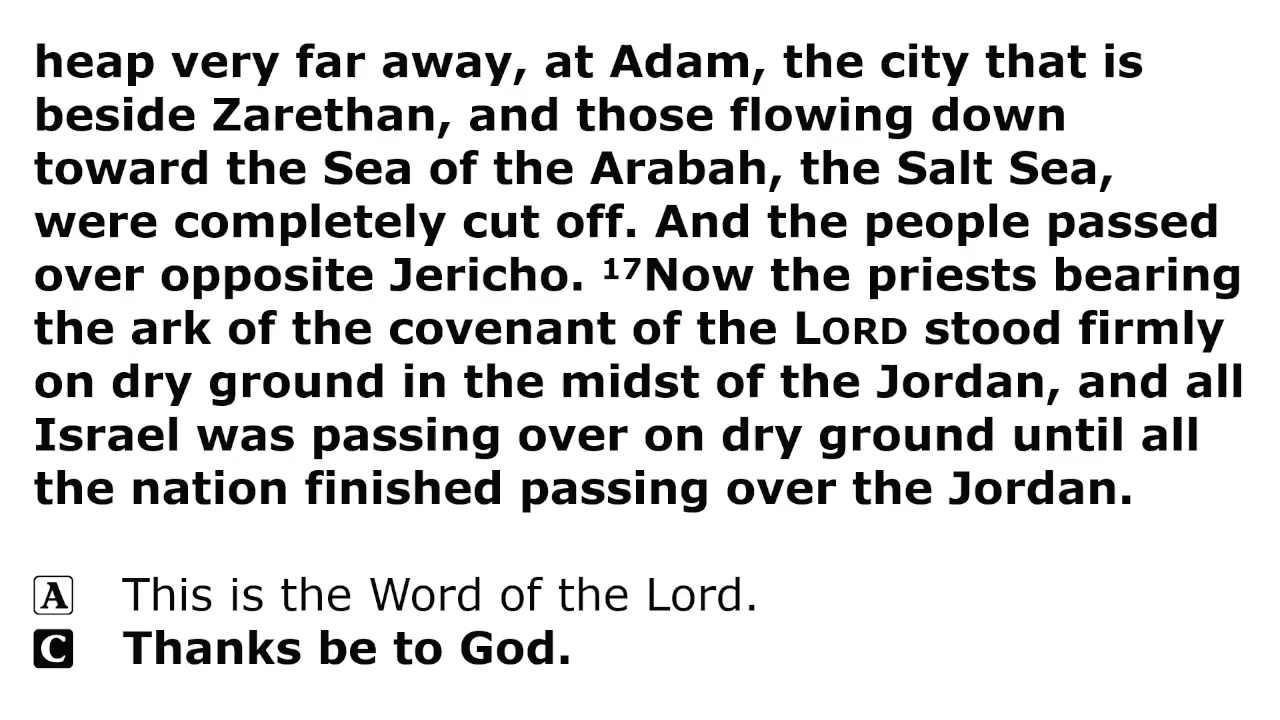 heap very far away, at Adam, the city that is
beside Zarethan, and those flowing down
toward the Sea of the Arabah, the Salt Sea,
were completely cut off. And the people passed
over opposite Jericho. ¹⁷Now the priests bearing
the ark of the covenant of the LORD stood firmly
on dry ground in the midst of the Jordan, and all
Israel was passing over on dry ground until all
the nation finished passing over the Jordan.
A This is the Word of the Lord.
C Thanks be to God.